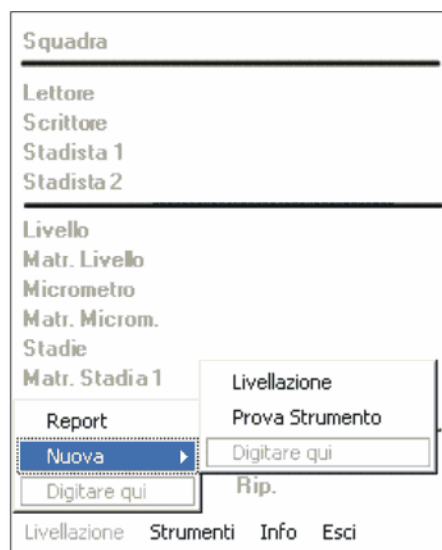 Squadra
Lettore
Scrittore
Stadista 1
Stadista 2
Livello
Matr. Livello
Micrometro
Matr. Microm.
Stadie
Matr. Stadia 1
Livellazione
Report
Prova Strumento
Nuova
Digitare qui
Digitare qui
Rip.
Livellazione Strumenti Info Esci